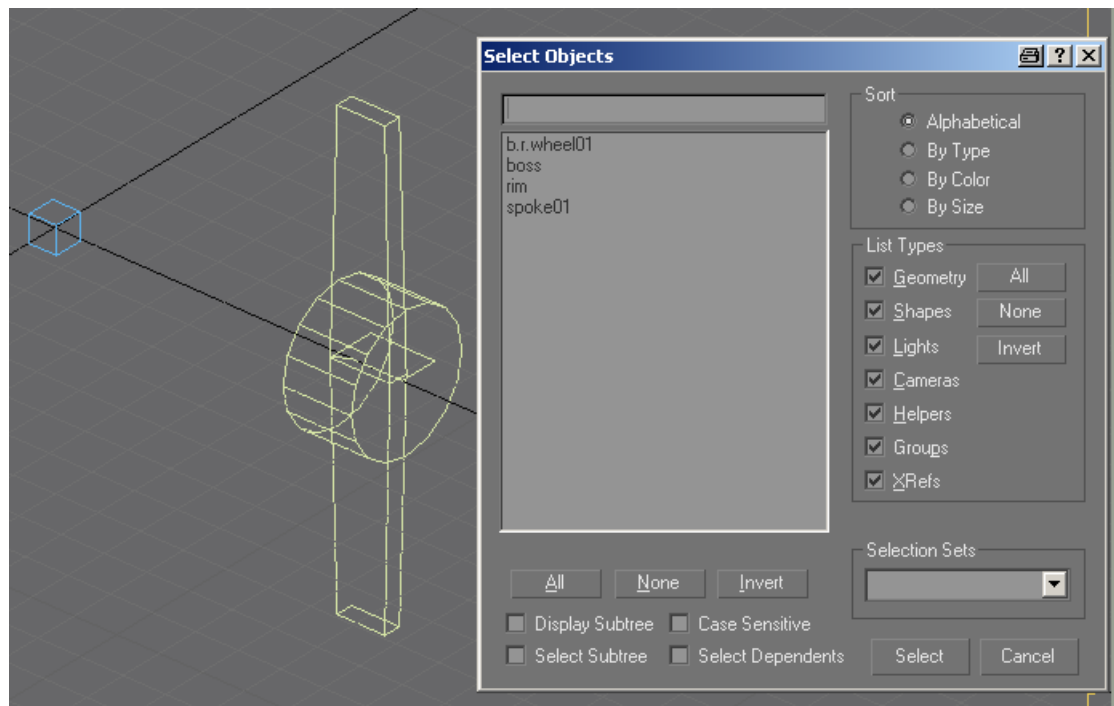 Select Objects
b.r.wheel01
boss
rim
spoke01
Sort
Alphabetical
By Type
By Color
By Size
List Types
Geometry All
Shapes None
Lights Invert
Cameras
Helpers
Groups
XRefs
Selection Sets
All None Invert
Display Subtree Case Sensitive
Select Subtree Select Dependents
Select Cancel